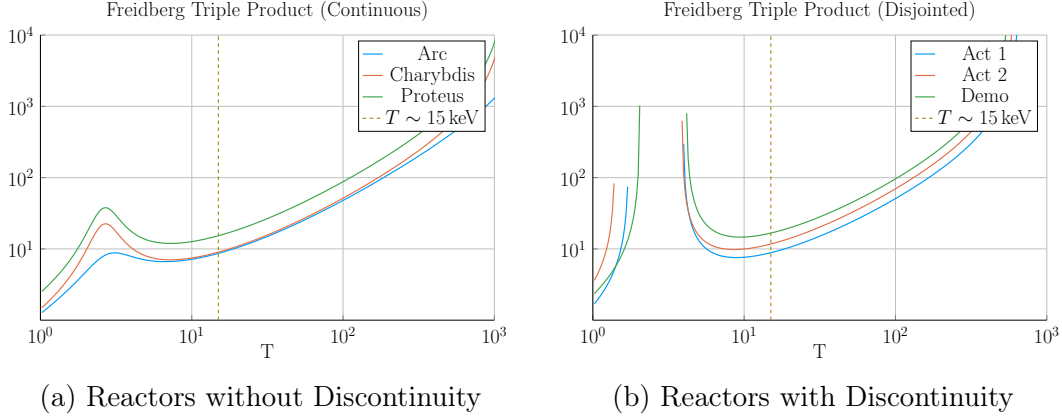 Freidberg Triple Product (Continuous)
10^4
10^3
10^2
10^1
10^0
10^1
10^2
10^3
T
Arc
Charybdis
Proteus
T ∼ 15 keV
(a) Reactors without Discontinuity
Freidberg Triple Product (Disjointed)
10^4
10^3
10^2
10^1
10^0
10^1
10^2
10^3
T
Act 1
Act 2
Demo
T ∼ 15 keV
(b) Reactors with Discontinuity